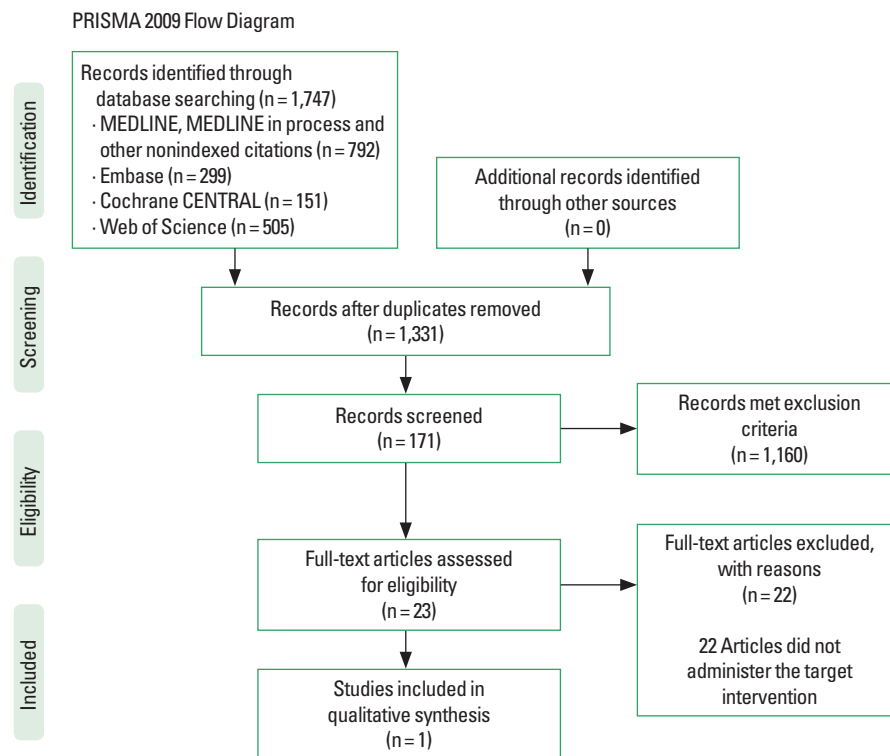 PRISMA 2009 Flow Diagram
Identification
Records identified through
database searching (n = 1,747)
· MEDLINE, MEDLINE in process and
other nonindexed citations (n = 792)
· Embase (n = 299)
· Cochrane CENTRAL (n = 151)
· Web of Science (n = 505)
Additional records identified
through other sources
(n = 0)
Screening
Records after duplicates removed
(n = 1,331)
Records screened
(n = 171)
Records met exclusion
criteria
(n = 1,160)
Eligibility
Full-text articles assessed
for eligibility
(n = 23)
Full-text articles excluded,
with reasons
(n = 22)
22 Articles did not
administer the target
intervention
Included
Studies included in
qualitative synthesis
(n = 1)